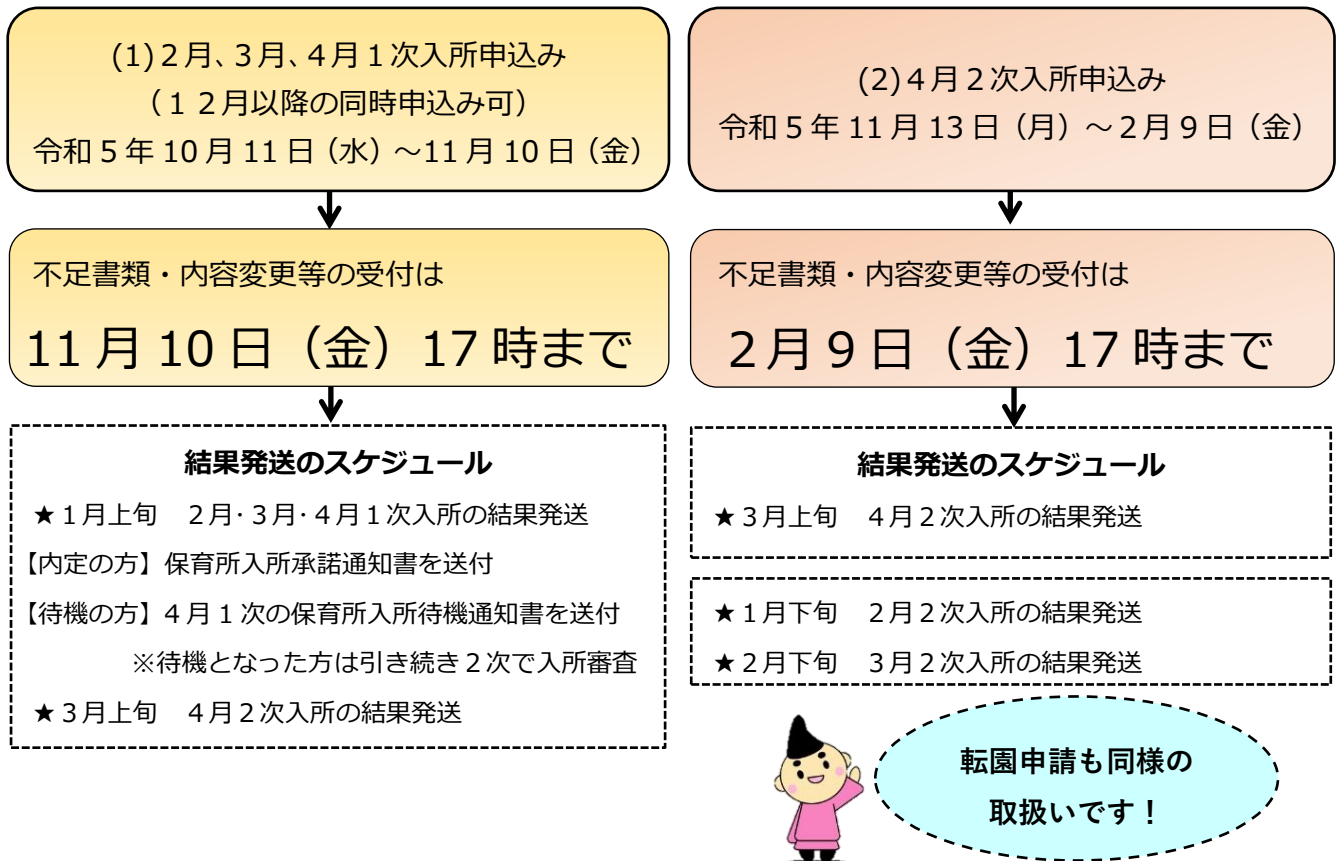 (1)２月、３月、４月１次入所申込み
（１２月以降の同時申込み可）
令和５年 10 月 11 日（水）～11 月 10 日（金）
不足書類・内容変更等の受付は
11 月 10 日（金）17 時まで
結果発送のスケジュール
★１月上旬　２月･３月･４月１次入所の結果発送
【内定の方】保育所入所承諾通知書を送付
【待機の方】４月１次の保育所入所待機通知書を送付
※待機となった方は引き続き２次で入所審査
★３月上旬　４月２次入所の結果発送
(2)４月２次入所申込み
令和５年 11 月 13 日（月）～２月９日（金）
不足書類・内容変更等の受付は
２月９日（金）17 時まで
結果発送のスケジュール
★３月上旬　４月２次入所の結果発送
★１月下旬　２月２次入所の結果発送
★２月下旬　３月２次入所の結果発送
転園申請も同様の
取扱いです！